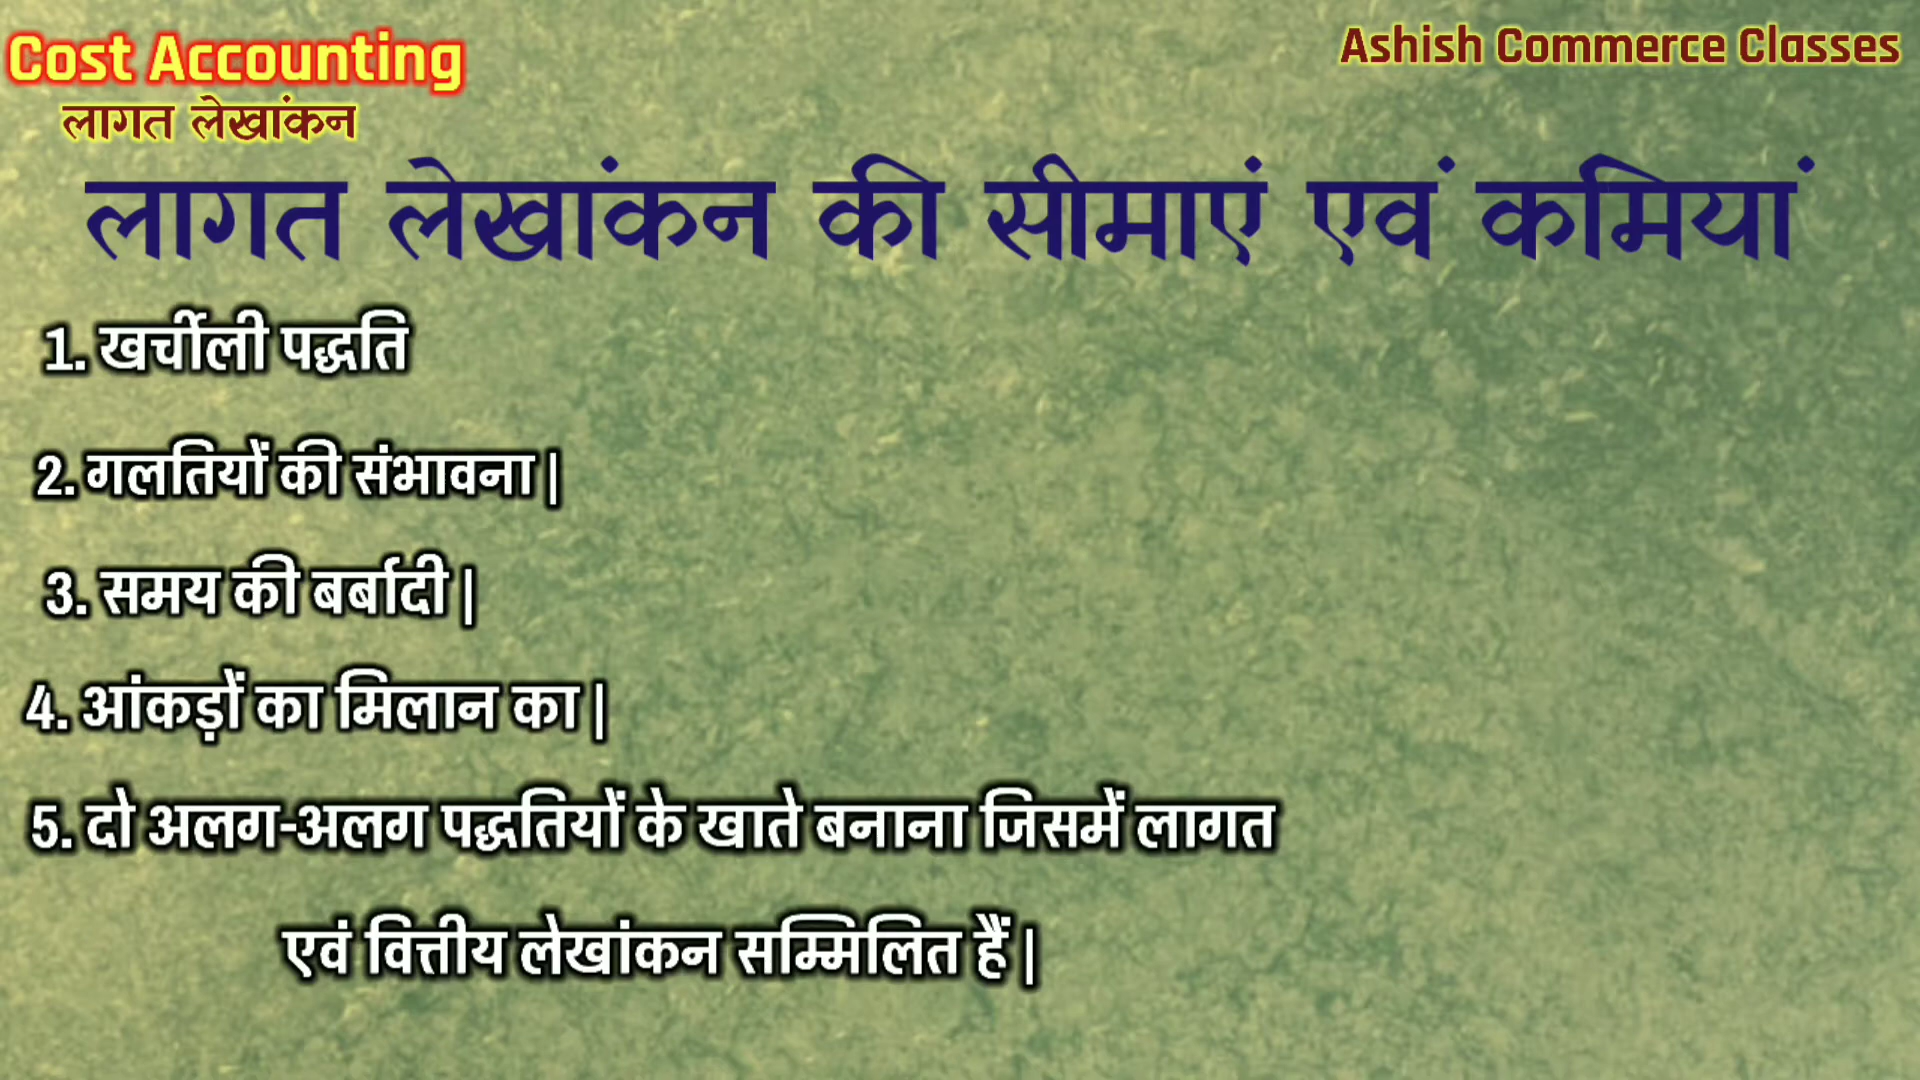 Cost Accounting
Ashish Commerce Classes
लागत लेखांकन
लागत लेखांकन की सीमाएं एवं कमियां
1. खर्चीली पद्धति
2. गलतियों की संभावना |
3. समय की बर्बादी |
4. आंकड़ों का मिलान का |
5. दो अलग-अलग पद्धतियों के खाते बनाना जिसमें लागत
एवं वित्तीय लेखांकन सम्मिलित हैं |